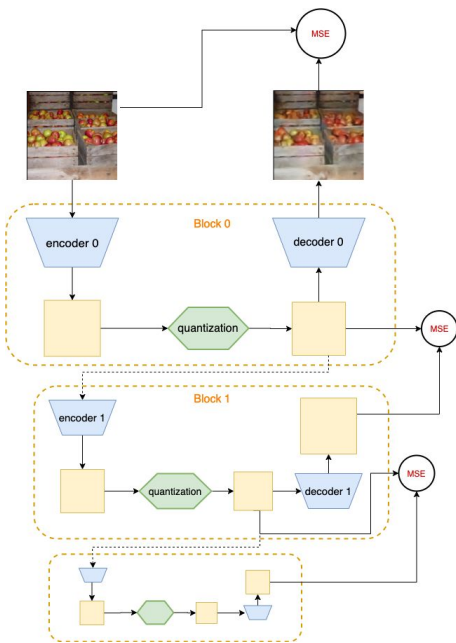 MSE
Block 0
encoder 0
decoder 0
quantization
MSE
Block 1
encoder 1
MSE
quantization
decoder 1